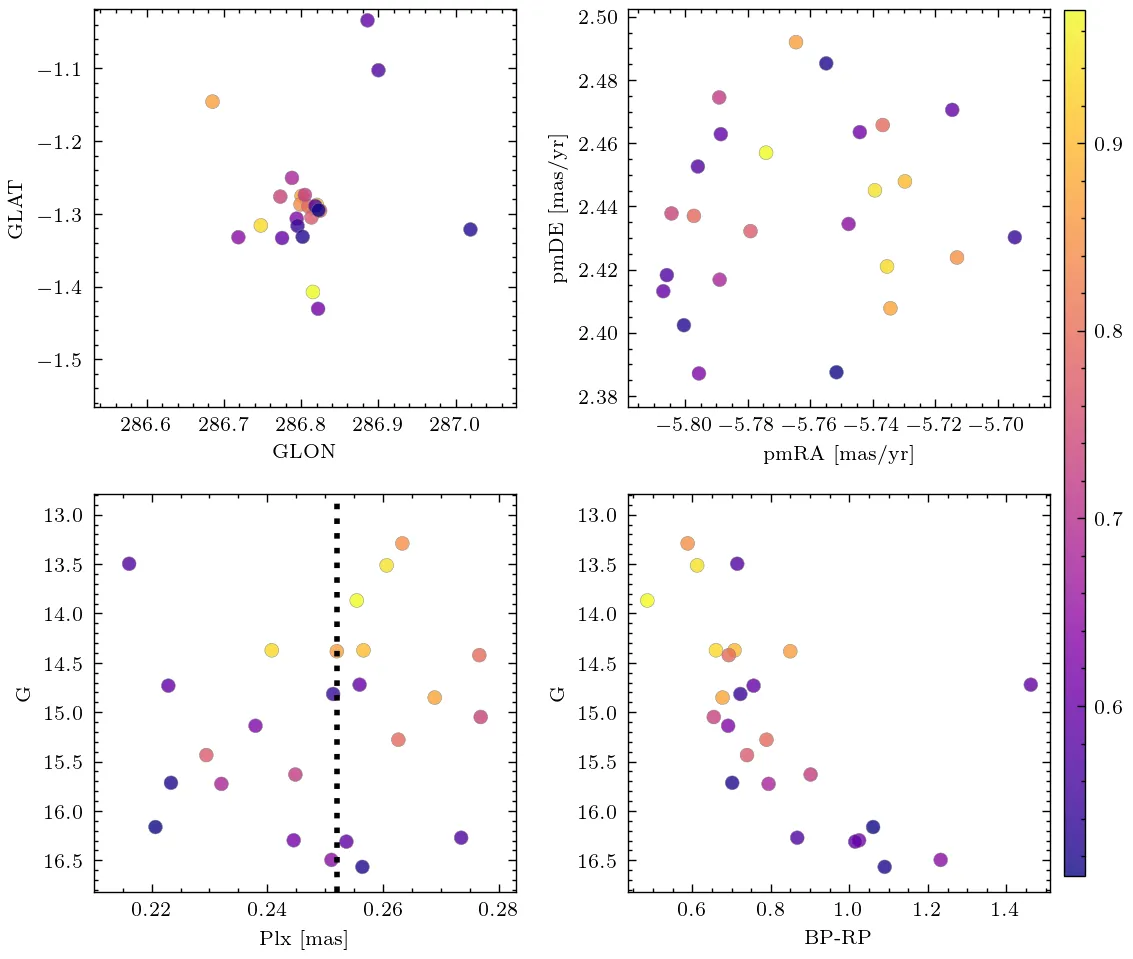 −1.1
−1.2
−1.3
−1.4
−1.5
GLAT
286.6 286.7 286.8 286.9 287.0
GLON
2.50
2.48
2.46
2.44
2.42
2.40
2.38
pmDE [mas/yr]
−5.80 −5.78 −5.76 −5.74 −5.72 −5.70
pmRA [mas/yr]
0.9
0.8
0.7
0.6
13.0
13.5
14.0
14.5
15.0
15.5
16.0
16.5
G
0.22 0.24 0.26 0.28
Plx [mas]
13.0
13.5
14.0
14.5
15.0
15.5
16.0
16.5
G
0.6 0.8 1.0 1.2 1.4
BP-RP